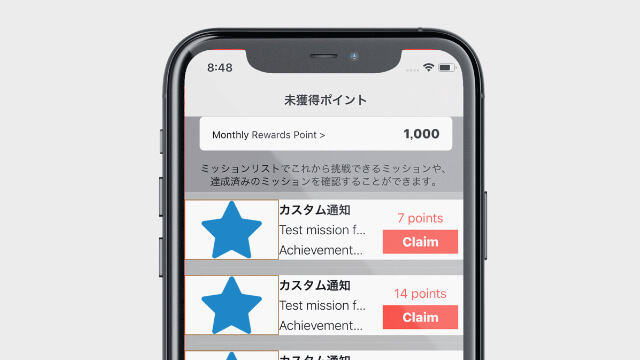 8:48
未獲得ポイント
Monthly Rewards Point > 1,000
ミッションリストでこれから挑戦できるミッションや、
達成済みのミッションを確認することができます。
カスタム通知
7 points
Test mission f...
Claim
Achievement...
カスタム通知
14 points
Test mission f...
Claim
Achievement...
カスタム通知